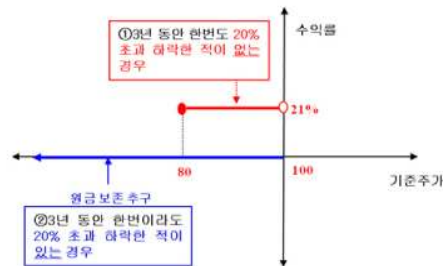 수익률
①3년 동안 한번도 20%
초과 하락한 적이 없는
경우
21%
80
100
기준주가
원금 보존 추구
②3년 동안 한번이라도
20% 초과 하락한 적이
있는 경우